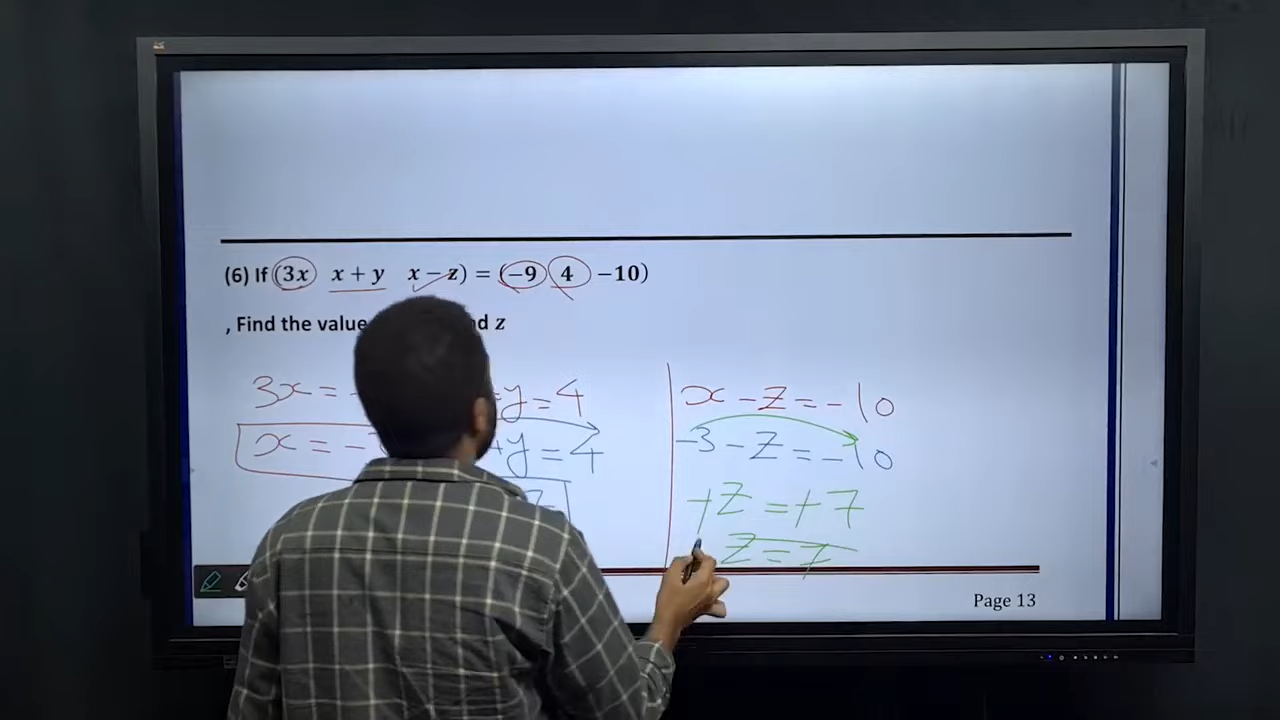 (6) If (3x x + y x − z) = (−9 4 −10)
, Find the value nd z
3x =
x = −
y = 4
+y = 4
x − z = −10
−3 − z = −10
+z = +7
z = 7
Page 13